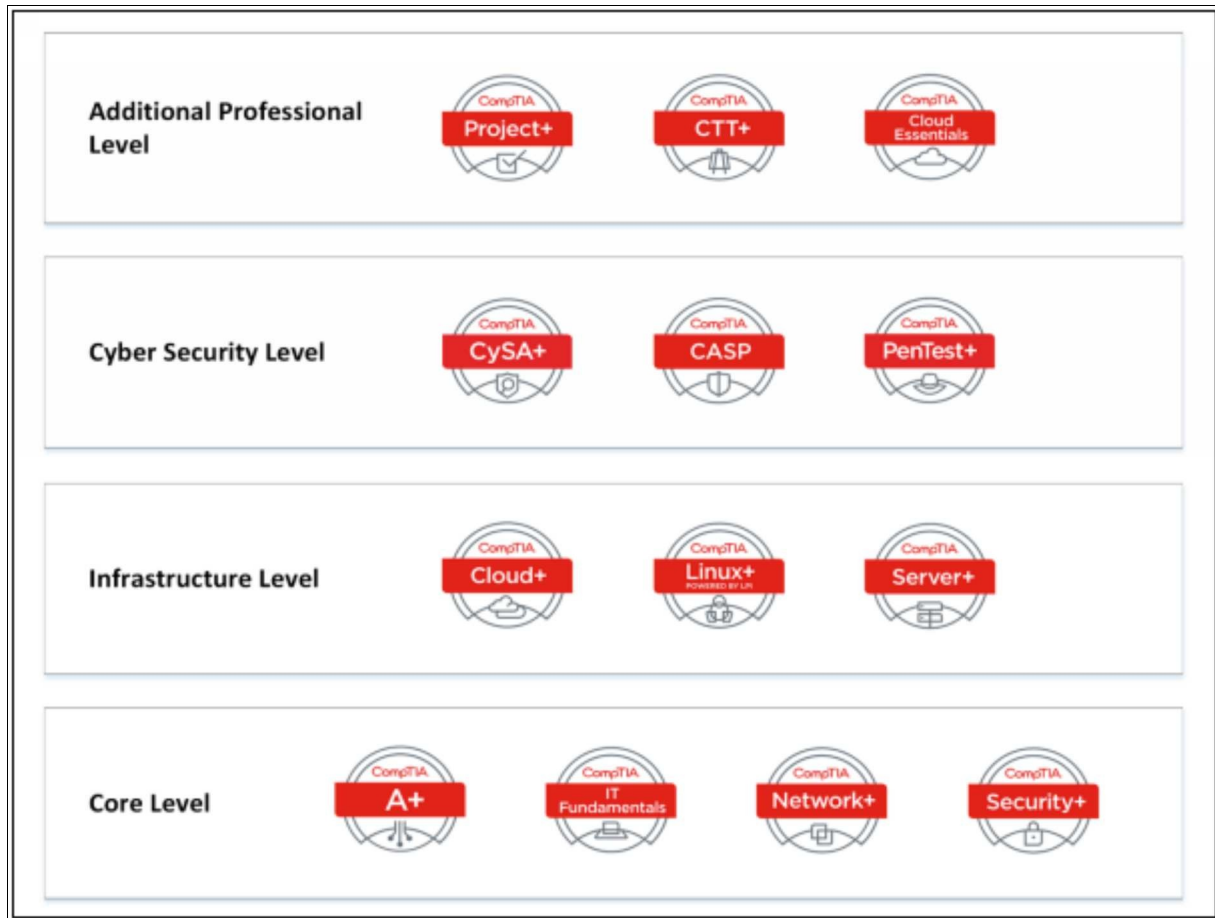 Additional Professional
Level
CompTIA
Project+
CompTIA
CTT+
CompTIA
Cloud
Essentials
Cyber Security Level
CompTIA
CySA+
CompTIA
CASP
CompTIA
PenTest+
Infrastructure Level
CompTIA
Cloud+
CompTIA
Linux+
POWERED BY LPI
CompTIA
Server+
Core Level
CompTIA
A+
CompTIA
IT
Fundamentals
CompTIA
Network+
CompTIA
Security+